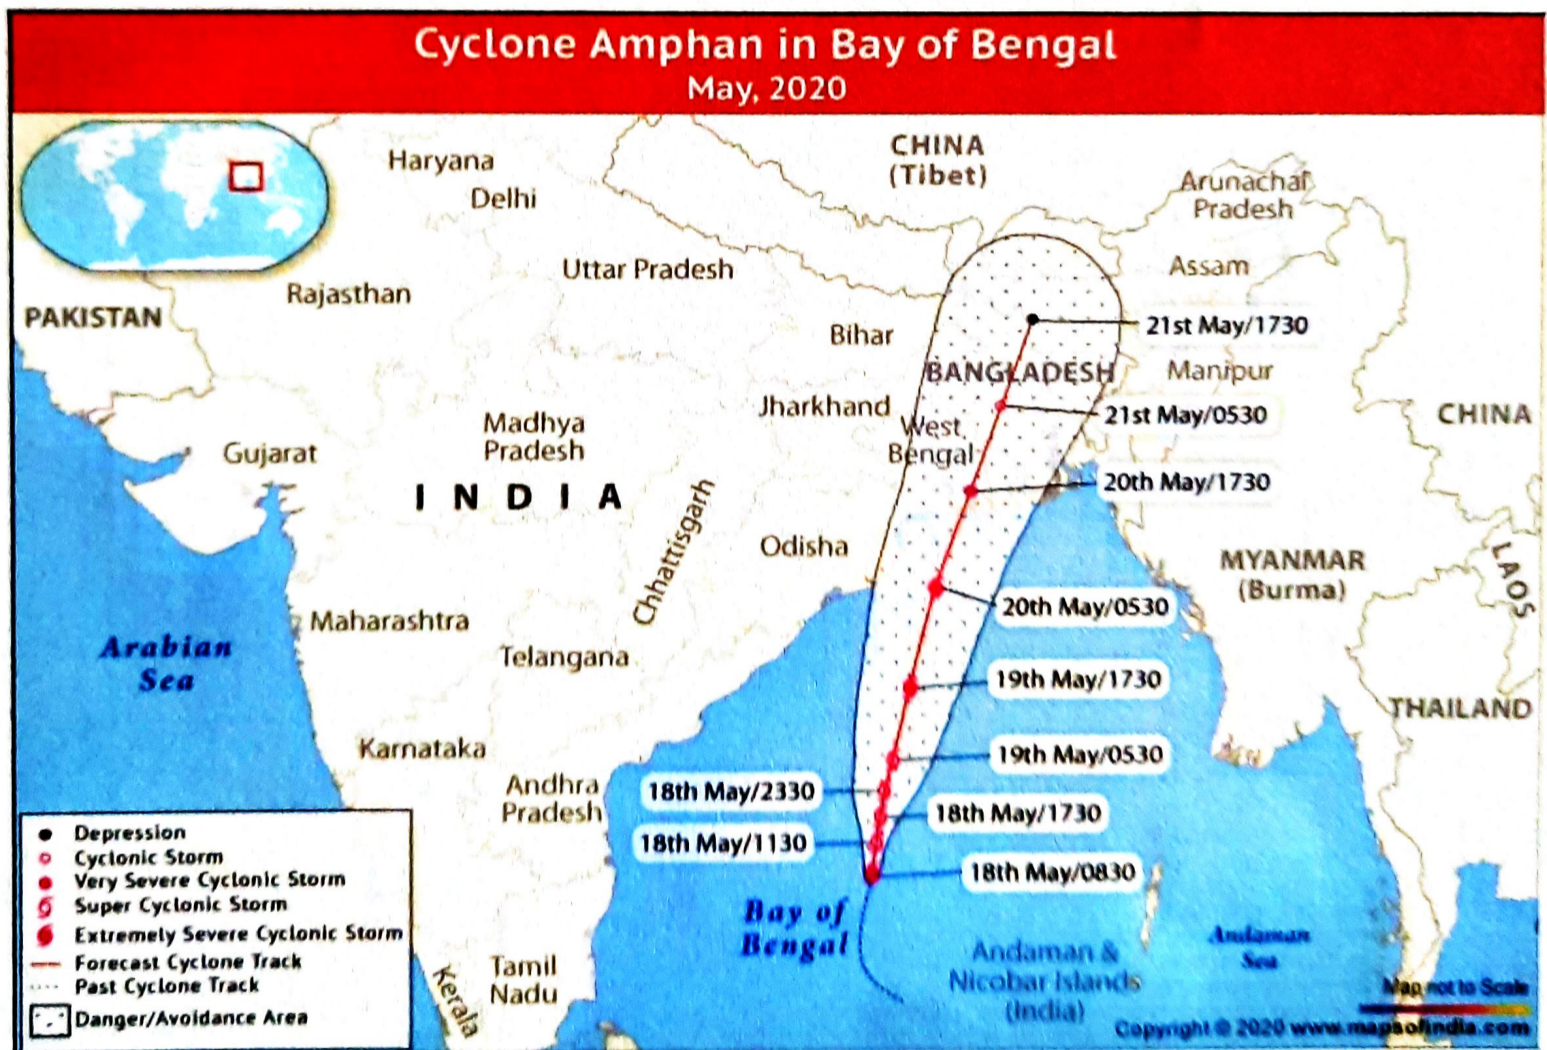 Cyclone Amphan in Bay of Bengal
May, 2020
CHINA
(Tibet)
Haryana
Delhi
Arunachal
Pradesh
Uttar Pradesh
Assam
Rajasthan
PAKISTAN
21st May/1730
Bihar
BANGLADESH
Manipur
Jharkhand
21st May/0530
CHINA
Madhya
Pradesh
West
Bengal
Gujarat
20th May/1730
INDIA
Chhattisgarh
Odisha
MYANMAR
(Burma)
LAOS
20th May/0530
Maharashtra
Arabian
Sea
Telangana
19th May/1730
THAILAND
Karnataka
19th May/0530
Andhra
Pradesh
18th May/2330
18th May/1730
18th May/1130
18th May/0830
Bay of
Bengal
Andaman &
Nicobar Islands
(India)
Andaman
Sea
Tamil
Nadu
Kerala
Depression
Cyclonic Storm
Very Severe Cyclonic Storm
Super Cyclonic Storm
Extremely Severe Cyclonic Storm
Forecast Cyclone Track
Past Cyclone Track
Danger/Avoidance Area
Map not to Scale
Copyright © 2020 www.mapsofindia.com